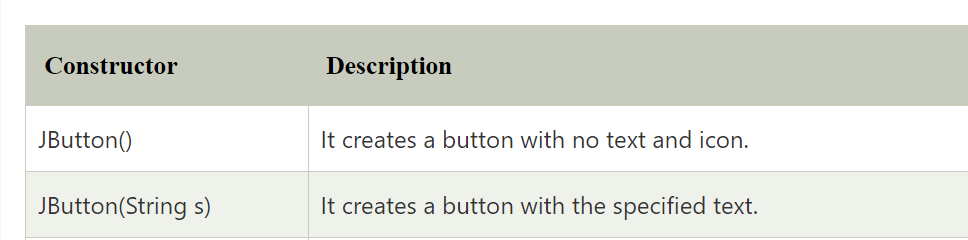 Constructor Description
JButton() It creates a button with no text and icon.
JButton(String s) It creates a button with the specified text.